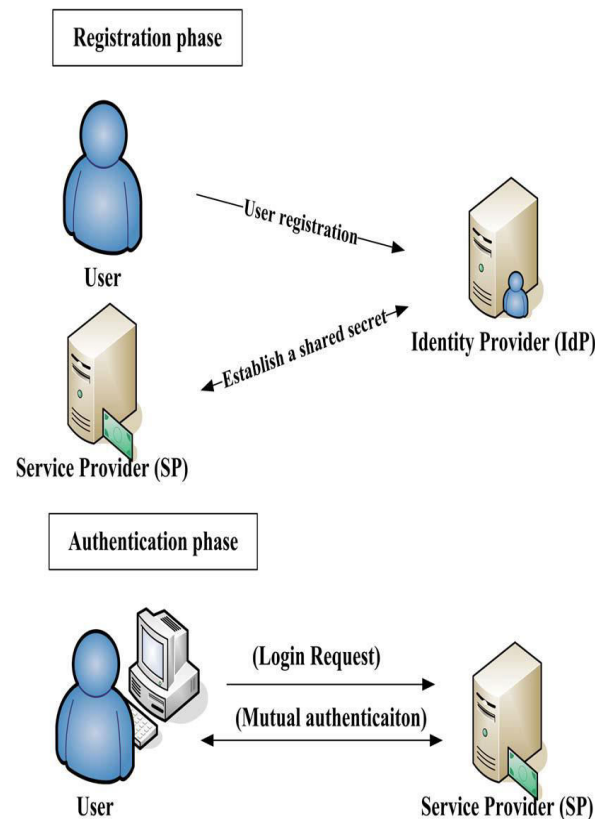 Registration phase
User registration
User
Establish a shared secret
Identity Provider (IdP)
Service Provider (SP)
Authentication phase
(Login Request)
(Mutual authenticaiton)
User
Service Provider (SP)